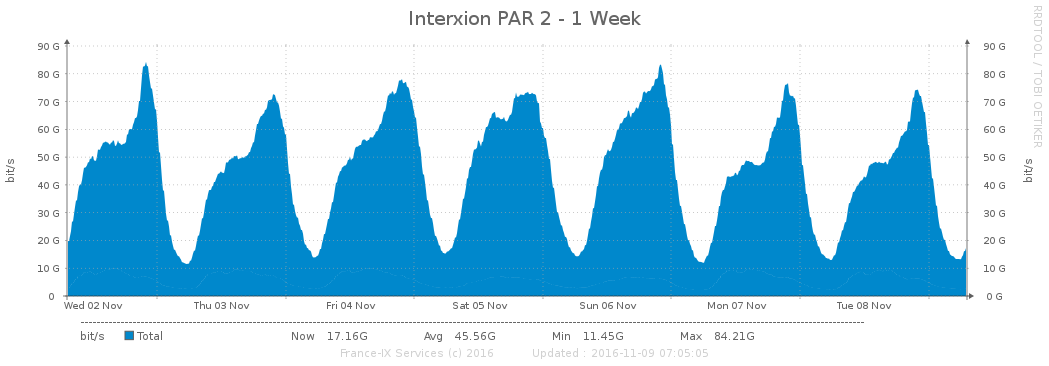 Interxion PAR 2 - 1 Week
RRDTOOL / TOBI OETIKER
bit/s
90 G 90 G
80 G 80 G
70 G 70 G
60 G 60 G
50 G 50 G
40 G 40 G
30 G 30 G
20 G 20 G
10 G 10 G
0 0 G
bit/s
Wed 02 Nov Thu 03 Nov Fri 04 Nov Sat 05 Nov Sun 06 Nov Mon 07 Nov Tue 08 Nov
bit/s Total Now 17.16G Avg 45.56G Min 11.45G Max 84.21G
France-IX Services (c) 2016 Updated : 2016-11-09 07:05:05